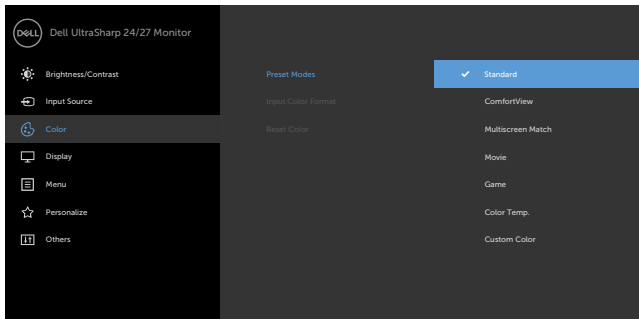 DELL Dell UltraSharp 24/27 Monitor
Brightness/Contrast Preset Modes Standard
Input Source Input Color Format ComfortView
Color Reset Color Multiscreen Match
Display Movie
Menu Game
Personalize Color Temp.
Others Custom Color